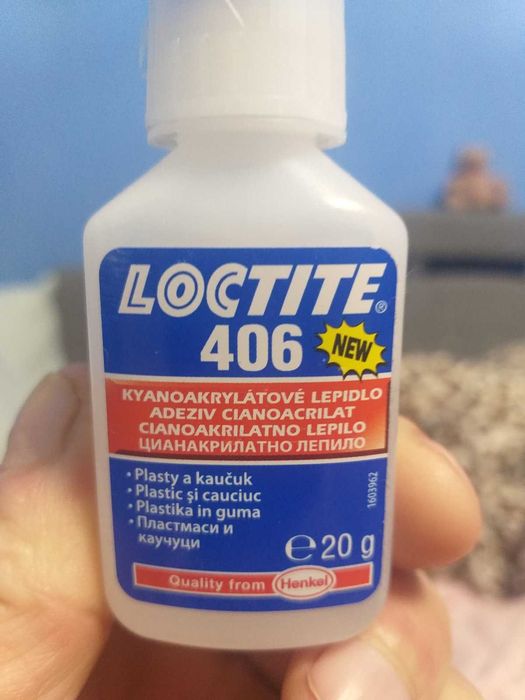 LOCTITE®
406 NEW
KYANOAKRYLÁTOVÉ LEPIDLO
ADEZIV CIANOACRILAT
CIANOAKRILATNO LEPILO
ЦИАНАКРИЛАТНО ЛЕПИЛО
• Plasty a kaučuk
• Plastic şi cauciuc
• Plastika in guma
• Пластмаси и
каучуци
1603962
℮ 20 g
Quality from Henkel